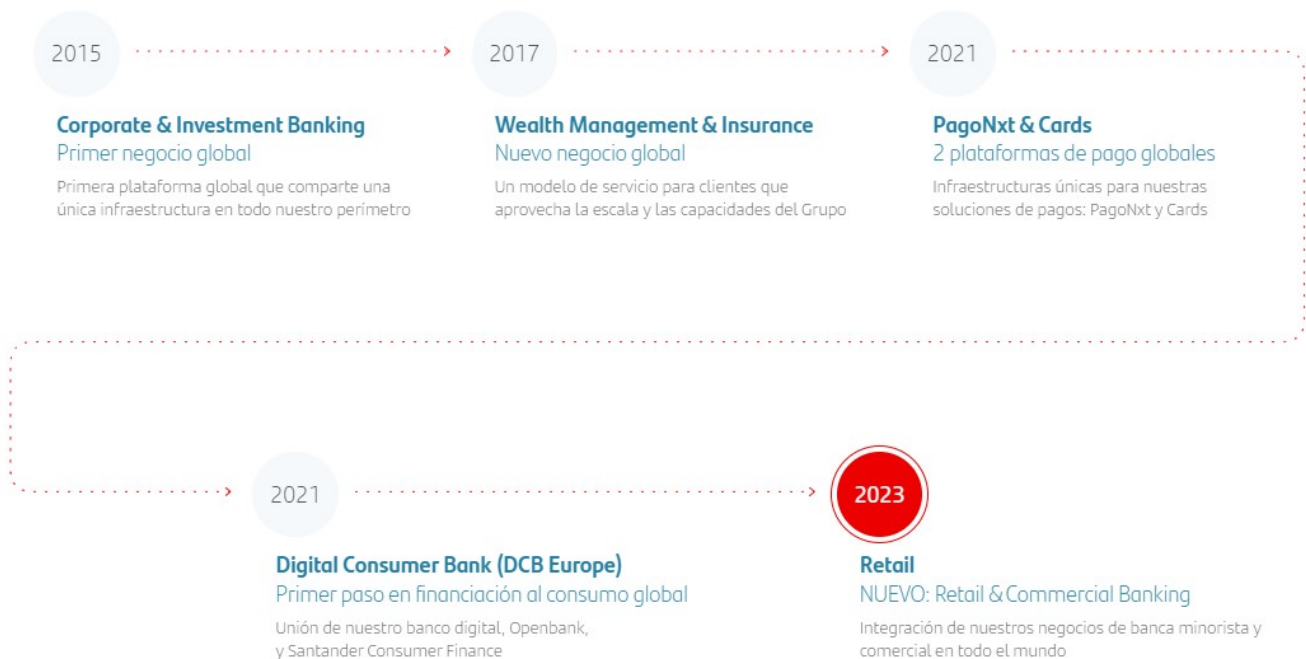 2015
Corporate & Investment Banking
Primer negocio global
Primera plataforma global que comparte una
única infraestructura en todo nuestro perímetro
2017
Wealth Management & Insurance
Nuevo negocio global
Un modelo de servicio para clientes que
aprovecha la escala y las capacidades del Grupo
2021
PagoNxt & Cards
2 plataformas de pago globales
Infraestructuras únicas para nuestras
soluciones de pagos: PagoNxt y Cards
2021
Digital Consumer Bank (DCB Europe)
Primer paso en financiación al consumo global
Unión de nuestro banco digital, Openbank,
y Santander Consumer Finance
2023
Retail
NUEVO: Retail & Commercial Banking
Integración de nuestros negocios de banca minorista y
comercial en todo el mundo